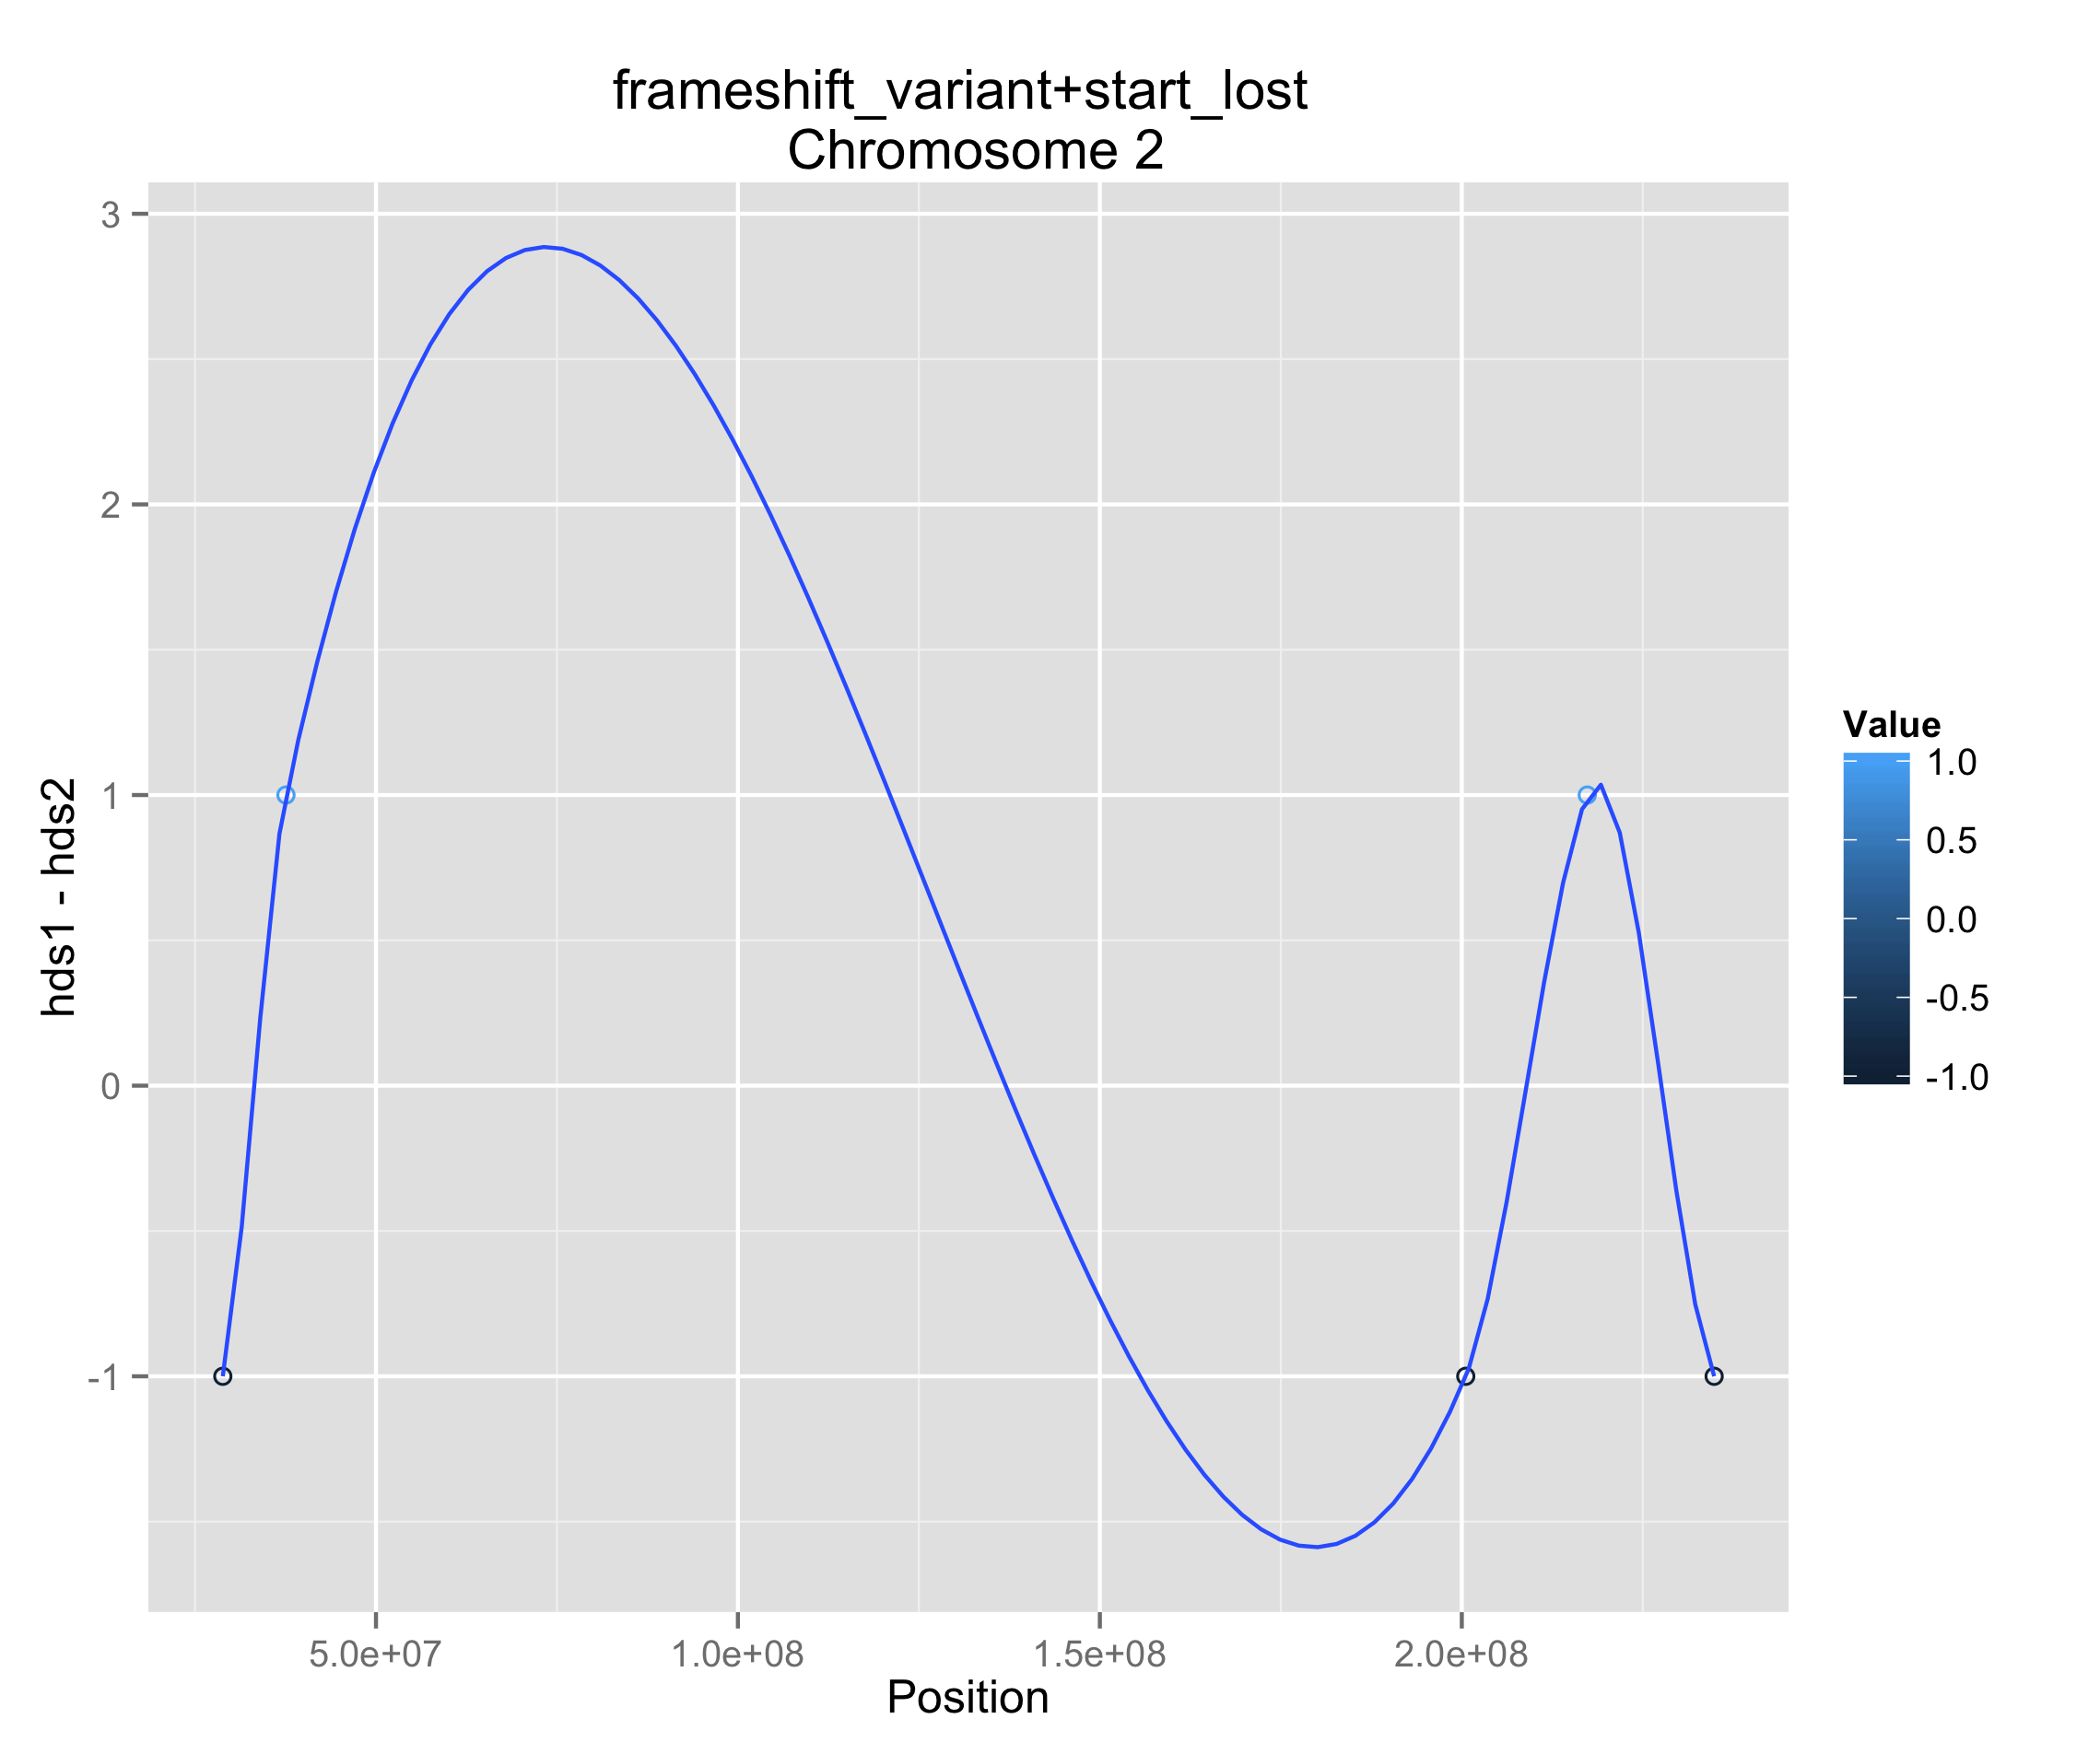 frameshift_variant+start_lost
Chromosome 2
3
2
1
0
-1
hds1 - hds2
5.0e+07
1.0e+08
1.5e+08
2.0e+08
Position
Value
1.0
0.5
0.0
-0.5
-1.0